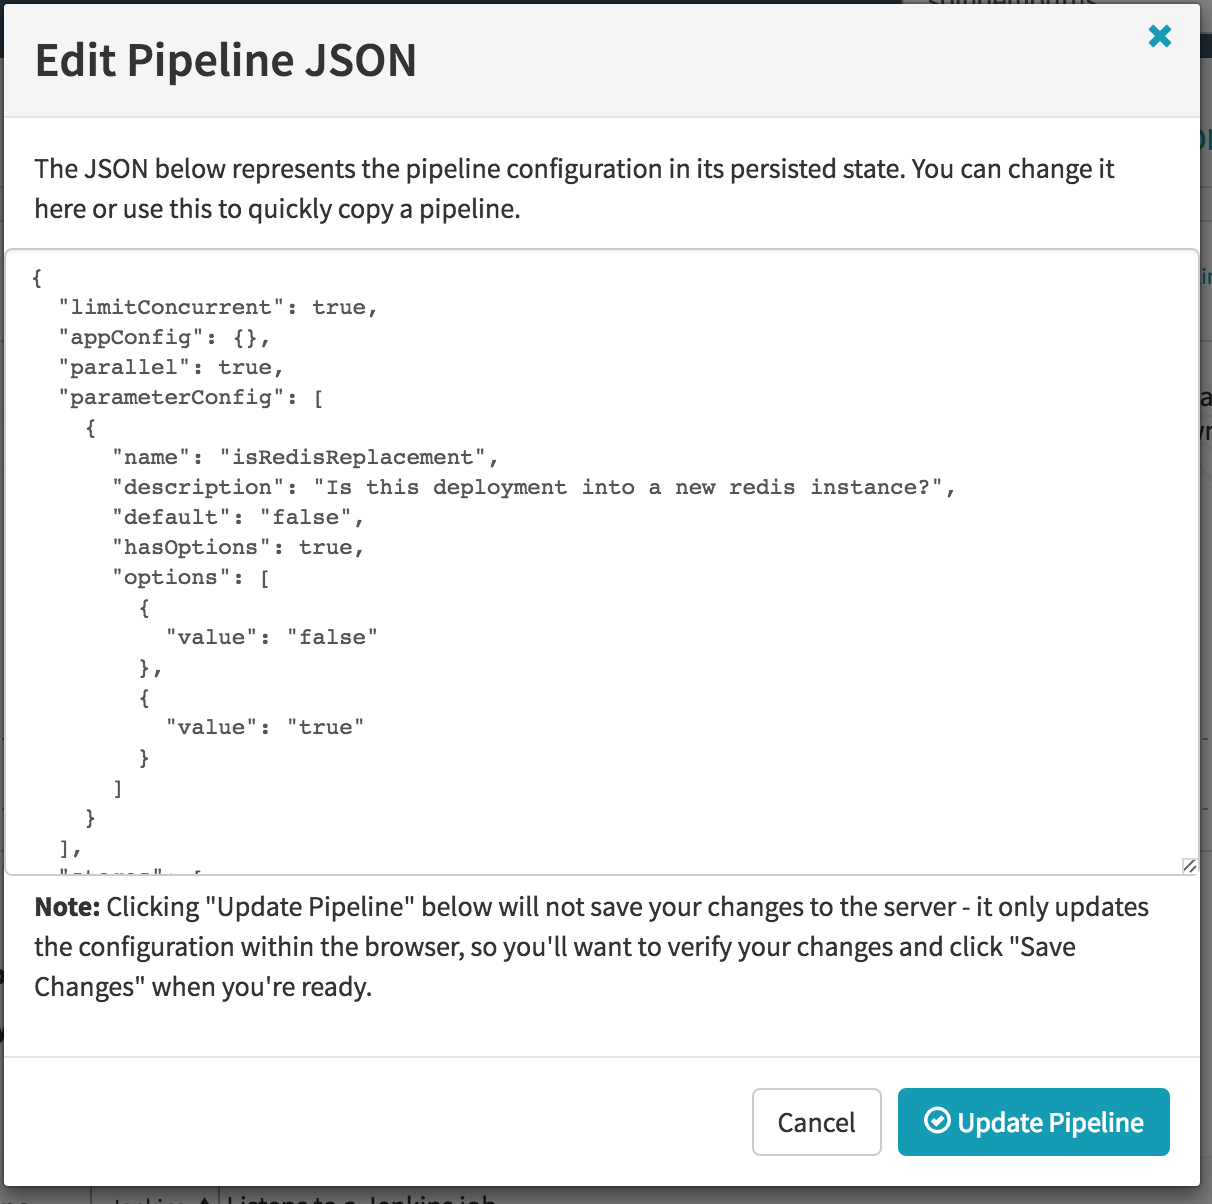 Edit Pipeline JSON
The JSON below represents the pipeline configuration in its persisted state. You can change it
here or use this to quickly copy a pipeline.
{
  "limitConcurrent": true,
  "appConfig": {},
  "parallel": true,
  "parameterConfig": [
    {
      "name": "isRedisReplacement",
      "description": "Is this deployment into a new redis instance?",
      "default": "false",
      "hasOptions": true,
      "options": [
        {
          "value": "false"
        },
        {
          "value": "true"
        }
      ]
    }
  ],
Note: Clicking "Update Pipeline" below will not save your changes to the server - it only updates
the configuration within the browser, so you'll want to verify your changes and click "Save
Changes" when you're ready.
Cancel
Update Pipeline
Listens to a Jenkins job